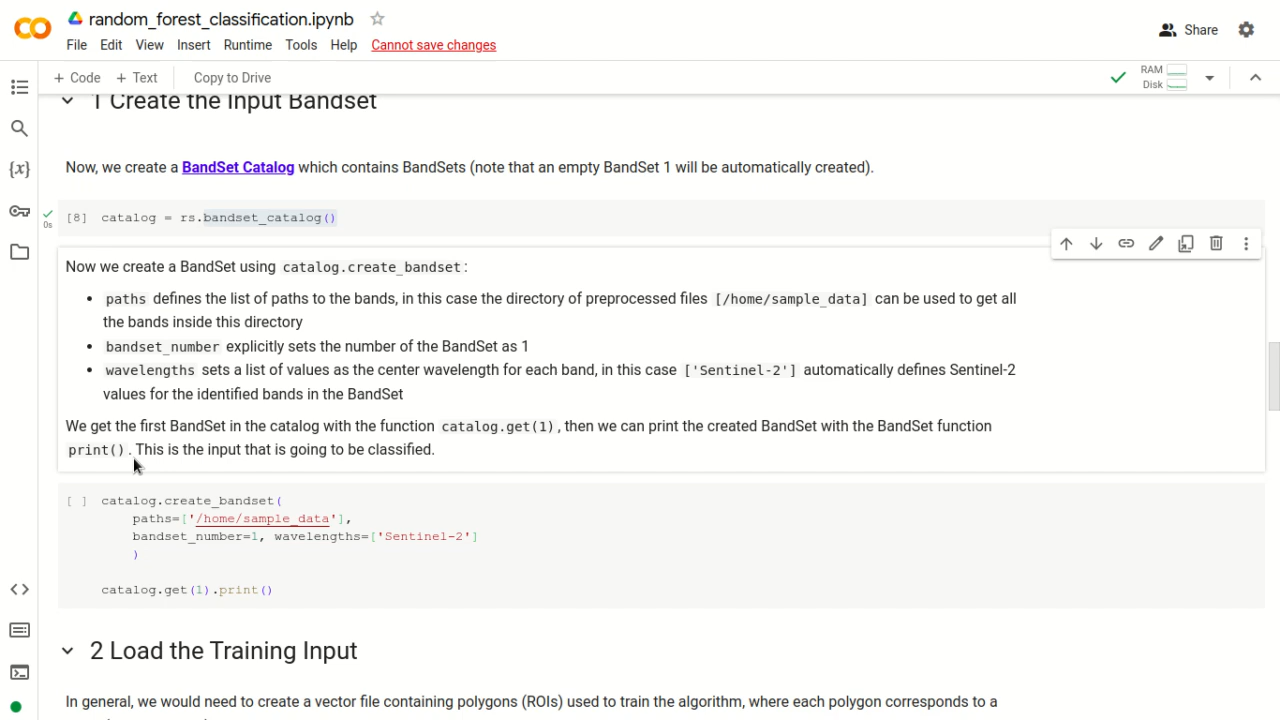 random_forest_classification.ipynb
File Edit View Insert Runtime Tools Help Cannot save changes
Share
+ Code + Text Copy to Drive
RAM
Disk
1 Create the Input Bandset
Now, we create a BandSet Catalog which contains BandSets (note that an empty BandSet 1 will be automatically created).
[8] catalog = rs.bandset_catalog()
0s
Now we create a BandSet using catalog.create_bandset:
• paths defines the list of paths to the bands, in this case the directory of preprocessed files [/home/sample_data] can be used to get all
the bands inside this directory
• bandset_number explicitly sets the number of the BandSet as 1
• wavelengths sets a list of values as the center wavelength for each band, in this case ['Sentinel-2'] automatically defines Sentinel-2
values for the identified bands in the BandSet
We get the first BandSet in the catalog with the function catalog.get(1), then we can print the created BandSet with the BandSet function
print(). This is the input that is going to be classified.
[ ] catalog.create_bandset(
paths=['/home/sample_data'],
bandset_number=1, wavelengths=['Sentinel-2']
)
catalog.get(1).print()
2 Load the Training Input
In general, we would need to create a vector file containing polygons (ROIs) used to train the algorithm, where each polygon corresponds to a